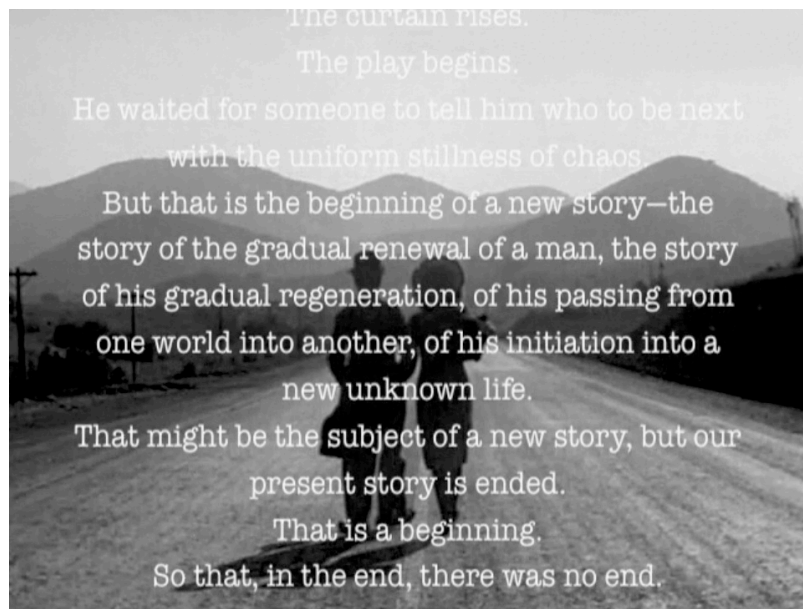 The curtain rises.
The play begins.
He waited for someone to tell him who to be next
with the uniform stillness of chaos.
But that is the beginning of a new story—the
story of the gradual renewal of a man, the story
of his gradual regeneration, of his passing from
one world into another, of his initiation into a
new unknown life.
That might be the subject of a new story, but our
present story is ended.
That is a beginning.
So that, in the end, there was no end.